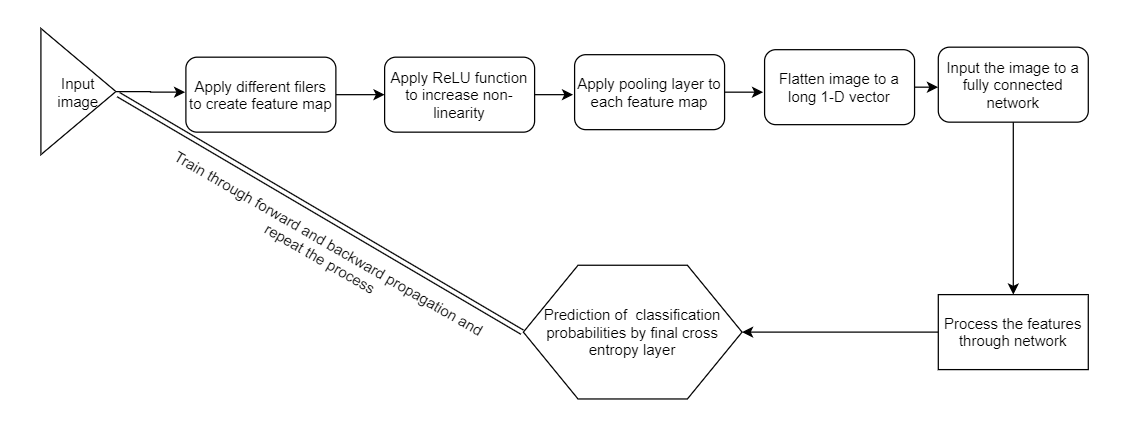 Input
image
Apply different filers
to create feature map
Apply ReLU function
to increase non-
linearity
Apply pooling layer to
each feature map
Flatten image to a
long 1-D vector
Input the image to a
fully connected
network
Process the features
through network
Prediction of  classification
probabilities by final cross
entropy layer
Train through forward and backward propagation and
repeat the process